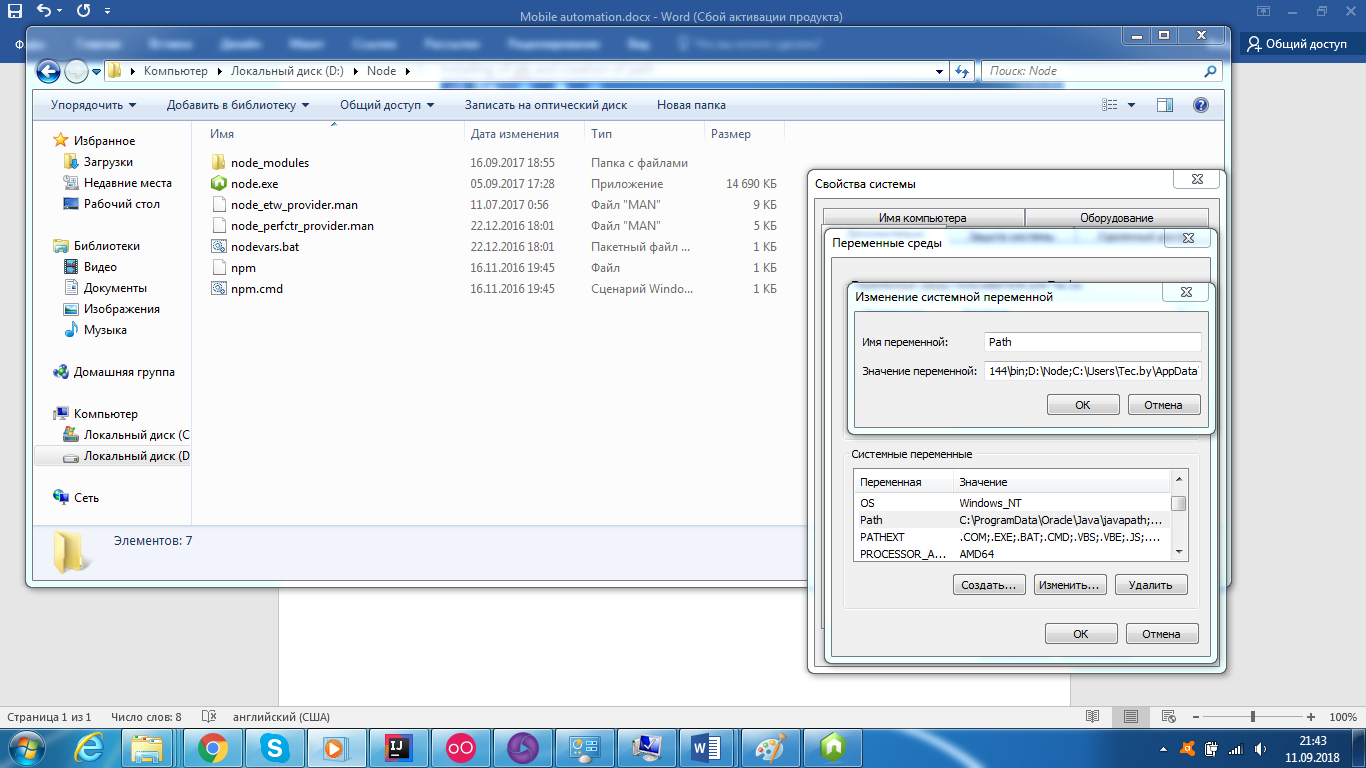 Mobile automation.docx - Word (Сбой активации продукта)
Общий доступ
Компьютер
Локальный диск (D:)
Node
Поиск: Node
Упорядочить
Добавить в библиотеку
Общий доступ
Записать на оптический диск
Новая папка
Избранное
Загрузки
Недавние места
Рабочий стол
Библиотеки
Видео
Документы
Изображения
Музыка
Домашняя группа
Компьютер
Локальный диск (C
Локальный диск (D
Сеть
Имя Дата изменения Тип Размер
node_modules 16.09.2017 18:55 Папка с файлами
node.exe 05.09.2017 17:28 Приложение 14 690 КБ
node_etw_provider.man 11.07.2017 0:56 Файл "MAN" 9 КБ
node_perfctr_provider.man 22.12.2016 18:01 Файл "MAN" 5 КБ
nodevars.bat 22.12.2016 18:01 Пакетный файл ... 1 КБ
npm 16.11.2016 19:45 Файл 1 КБ
npm.cmd 16.11.2016 19:45 Сценарий Windo... 1 КБ
Элементов: 7
Свойства системы
Имя компьютера Оборудование
Переменные среды
Изменение системной переменной
Имя переменной: Path
Значение переменной: 144\bin;D:\Node;C:\Users\Tec.by\AppData\
OK Отмена
Системные переменные
Переменная Значение
OS Windows_NT
Path C:\ProgramData\Oracle\Java\javapath;...
PATHEXT .COM;.EXE;.BAT;.CMD;.VBS;.VBE;.JS;....
PROCESSOR_A... AMD64
Создать... Изменить... Удалить
OK Отмена
Страница 1 из 1 Число слов: 8 английский (США) 100%
21:43
11.09.2018